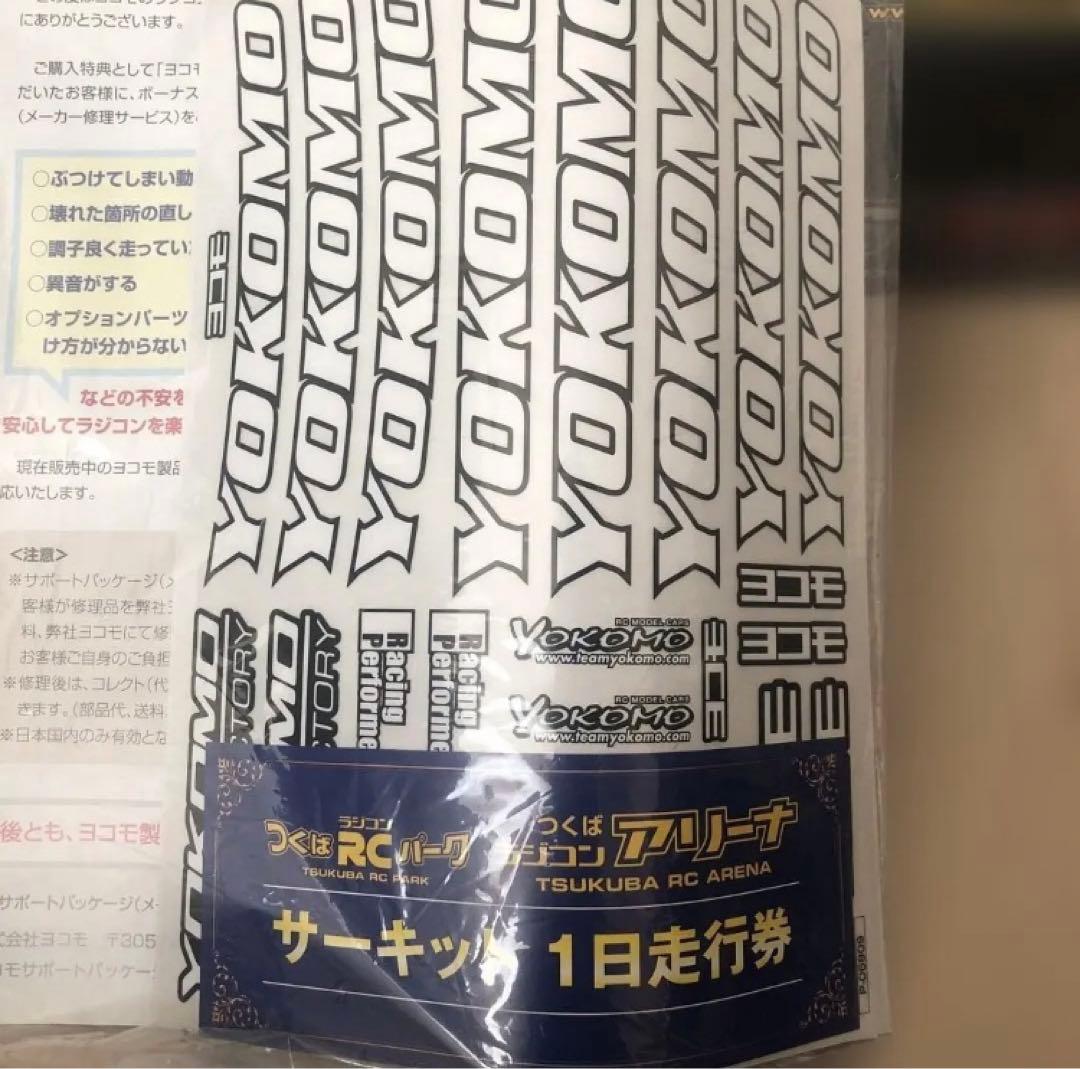 にありがとうございます。
ご購入特典として「ヨコモ
だいたお客様に、ボーナス
(メーカー修理サービス)を
○ぶつけてしまい動
○壊れた箇所の直し
○調子良く走ってい
○異音がする
○オプションパーツ
け方が分からない
などの不安を
安心してラジコンを楽
現在販売中のヨコモ製品
応いたします。
<注意>
※サポートパッケージ(メ
客様が修理品を弊社ヨ
料、弊社ヨコモにて修
お客様ご自身のご負担
※修理後は、コレクト(代
きます。(部品代、送料
※日本国内のみ有効とな
後とも、ヨコモ製
サポートパッケージ(メー
式会社ヨコモ 〒305
コモサポートパッケー
YOKOMO
YOKOMO
YOKOMO
YOKOMO
YOKOMO
YOKOMO
YOKOMO
YOKOMO
ヨコモ
ヨコモ
ヨコモ
ヨコモ
Racing
Performe
Racing
Performe
RC MODEL CARS
YOKOMO
www.teamyokomo.com
RC MODEL CARS
YOKOMO
www.teamyokomo.com
YOKOMO
CTORY
MO
CTORY
つくば ラジコン RC パーク
TSUKUBA RC PARK
つくば ラジコン アリーナ
TSUKUBA RC ARENA
サーキット 1日走行券
P-06809